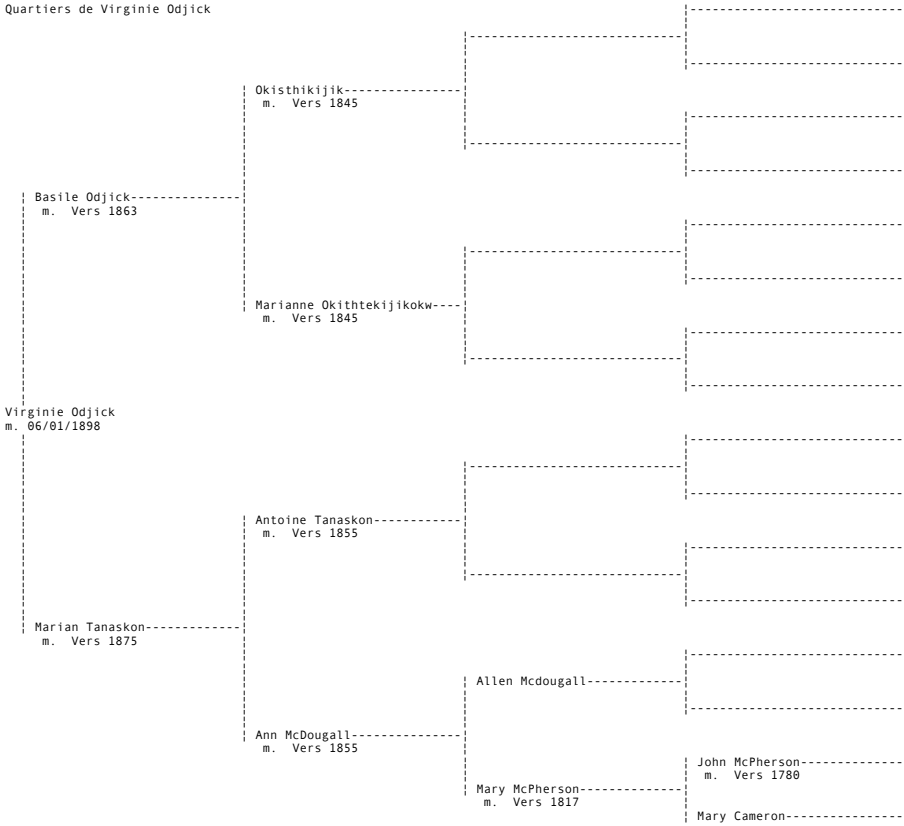 Quartiers de Virginie Odjick
Okisthikijik
m. Vers 1845
Basile Odjick
m. Vers 1863
Marianne Okithtekijikokw
m. Vers 1845
Virginie Odjick
m. 06/01/1898
Antoine Tanaskon
m. Vers 1855
Marian Tanaskon
m. Vers 1875
Allen Mcdougall
Ann McDougall
m. Vers 1855
John McPherson
m. Vers 1780
Mary McPherson
m. Vers 1817
Mary Cameron